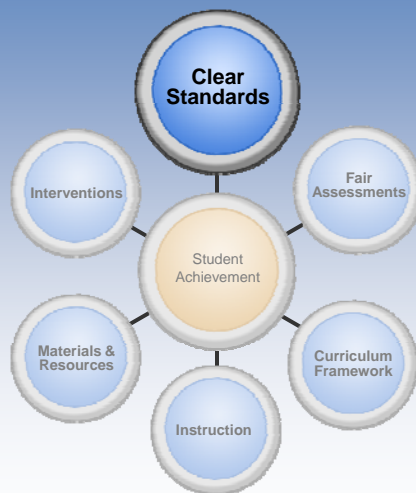 Clear
Standards
Interventions
Fair
Assessments
Student
Achievement
Materials &
Resources
Curriculum
Framework
Instruction